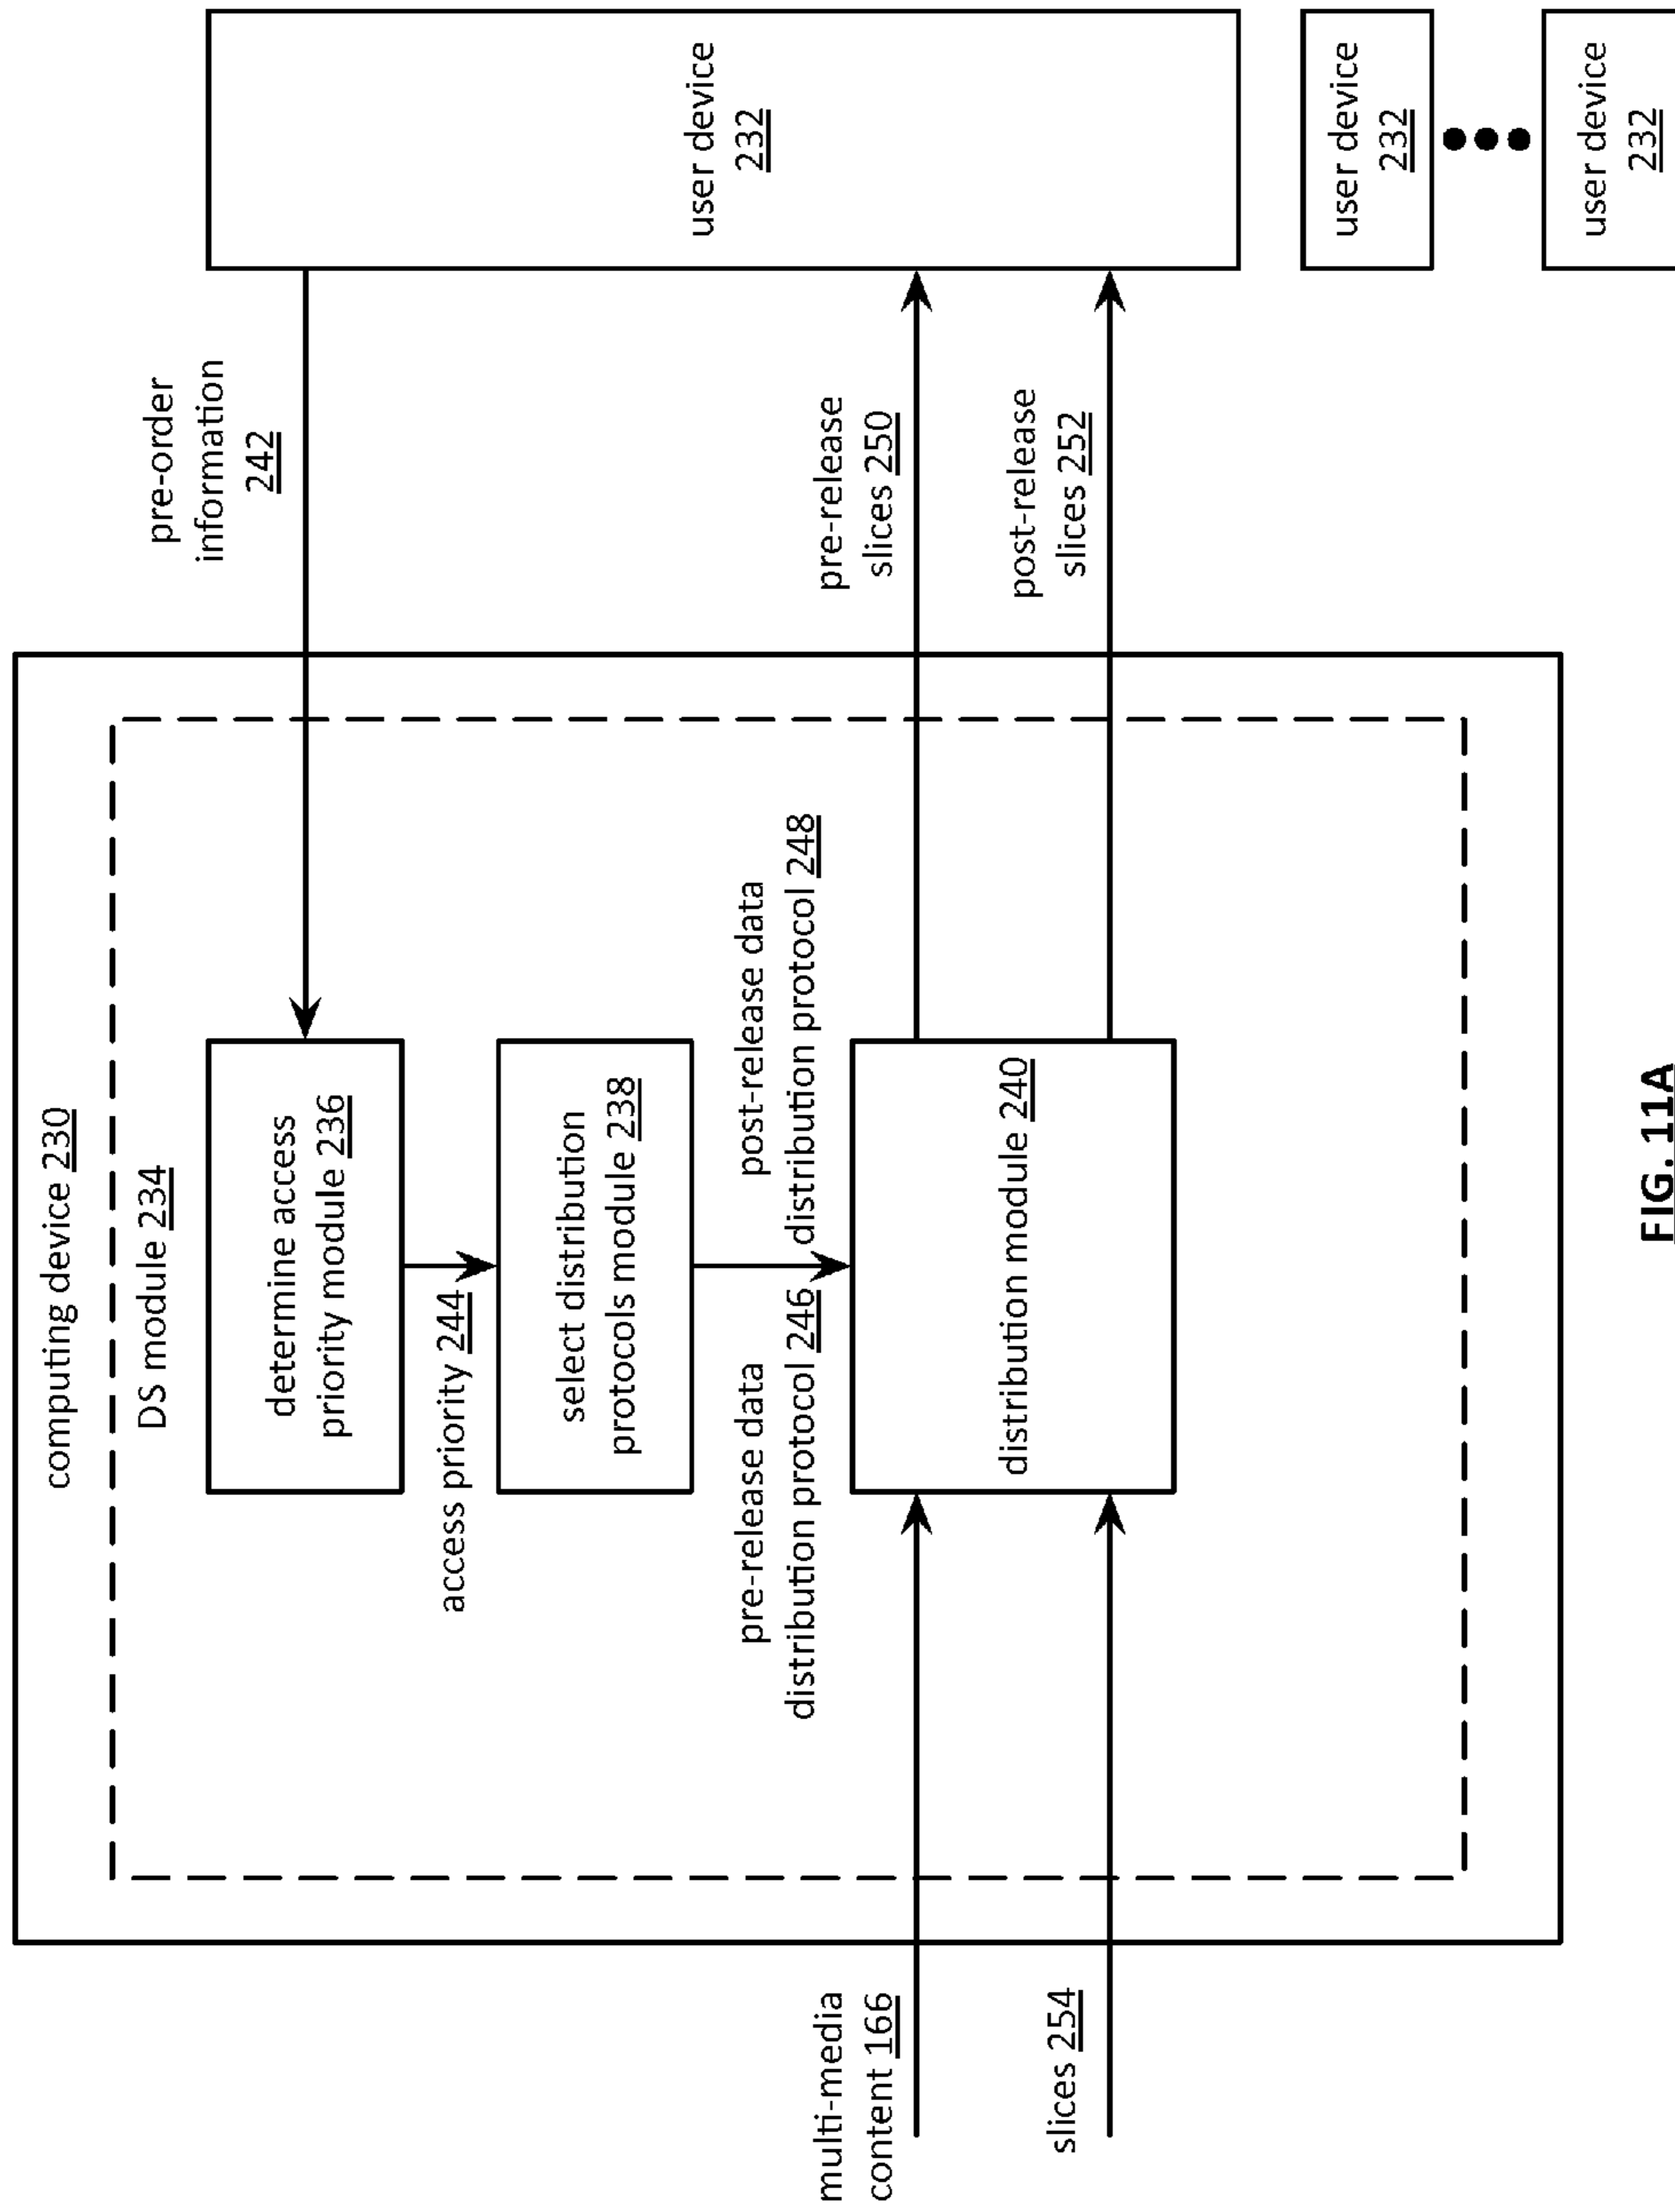 computing device 230
DS module 234
determine access
priority module 236
pre-order
information
242
user device
232
access priority 244
select distribution
protocols module 238
pre-release data
distribution protocol 246
post-release data
distribution protocol 248
multi-media
content 166
slices 254
distribution module 240
pre-release
slices 250
post-release
slices 252
user device
232
user device
232
FIG. 11A